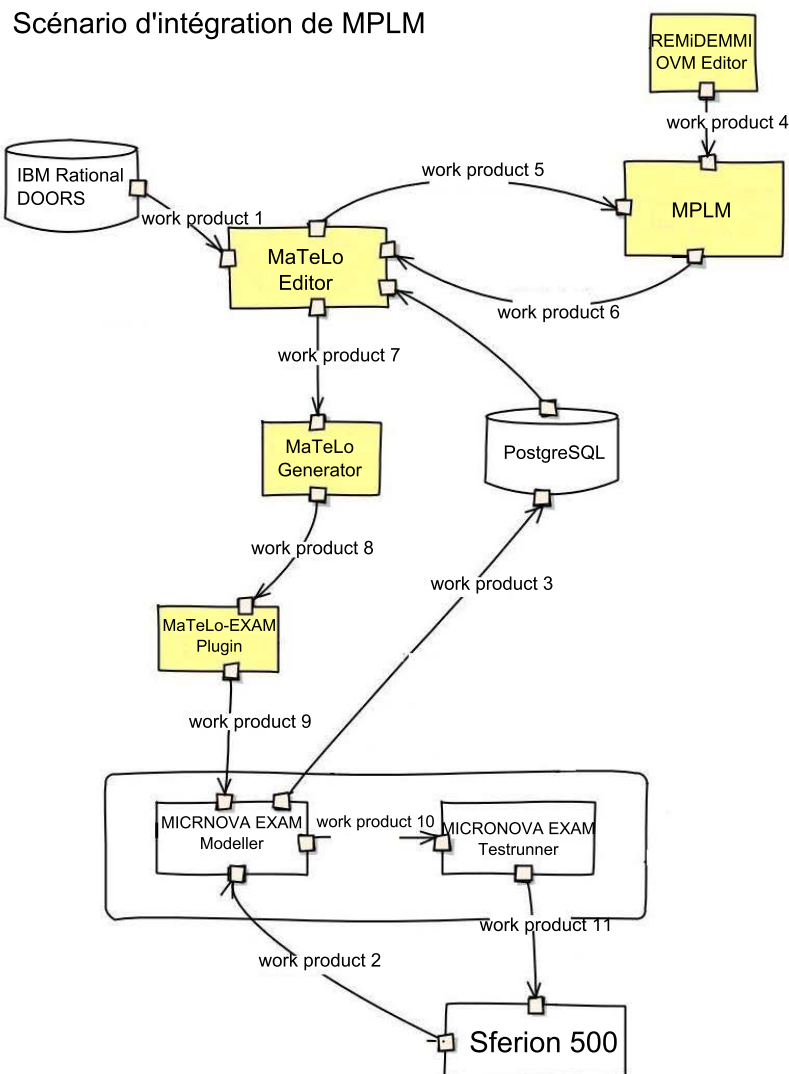 Scénario d'intégration de MPLM
REMiDEMMI
OVM Editor
work product 4
IBM Rational
DOORS
work product 5
work product 1
MPLM
MaTeLo
Editor
work product 6
work product 7
MaTeLo
Generator
PostgreSQL
work product 8
work product 3
MaTeLo-EXAM
Plugin
work product 9
MICRNOVA EXAM
Modeller
work product 10
MICRONOVA EXAM
Testrunner
work product 11
work product 2
Sferion 500